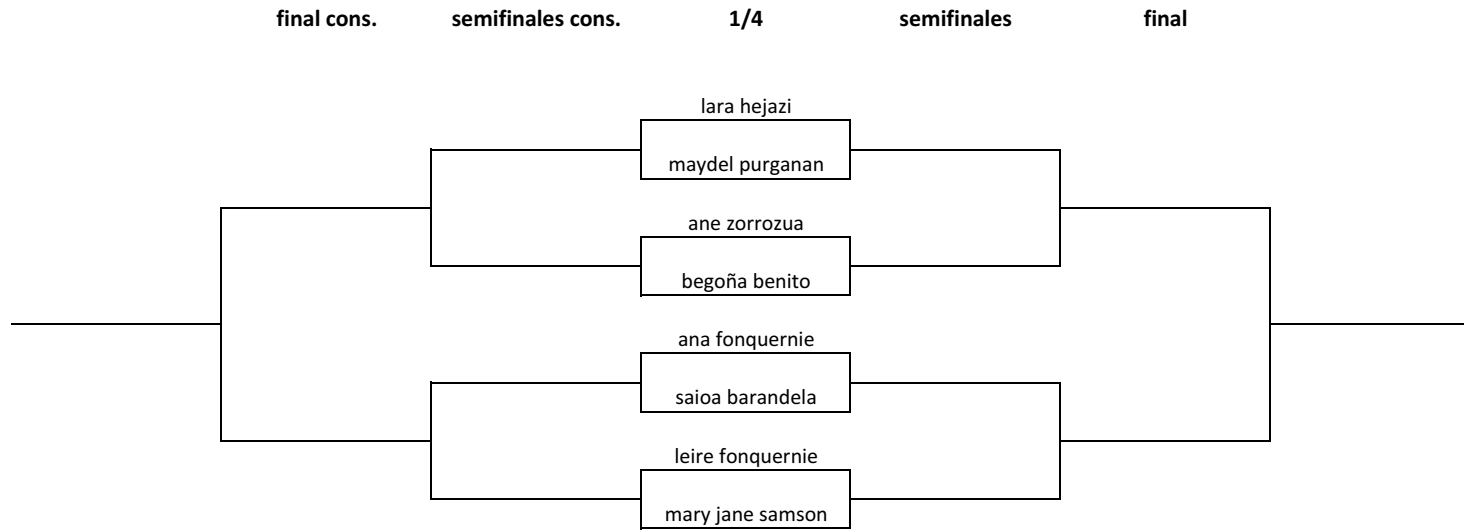 final cons. semifinales cons. 1/4 semifinales final
lara hejazi
maydel purganan
ane zorrozua
begoña benito
ana fonquernie
saioa barandela
leire fonquernie
mary jane samson